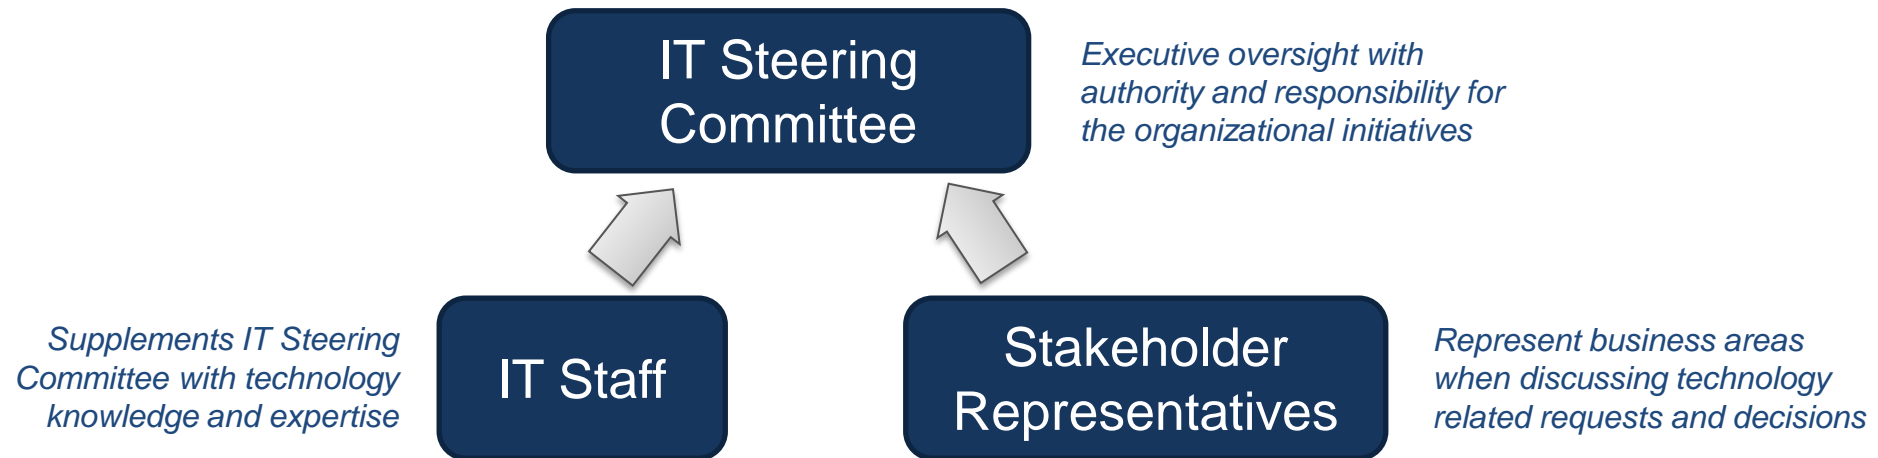 IT Steering
Committee
Executive oversight with
authority and responsibility for
the organizational initiatives
Supplements IT Steering
Committee with technology
knowledge and expertise
IT Staff
Stakeholder
Representatives
Represent business areas
when discussing technology
related requests and decisions